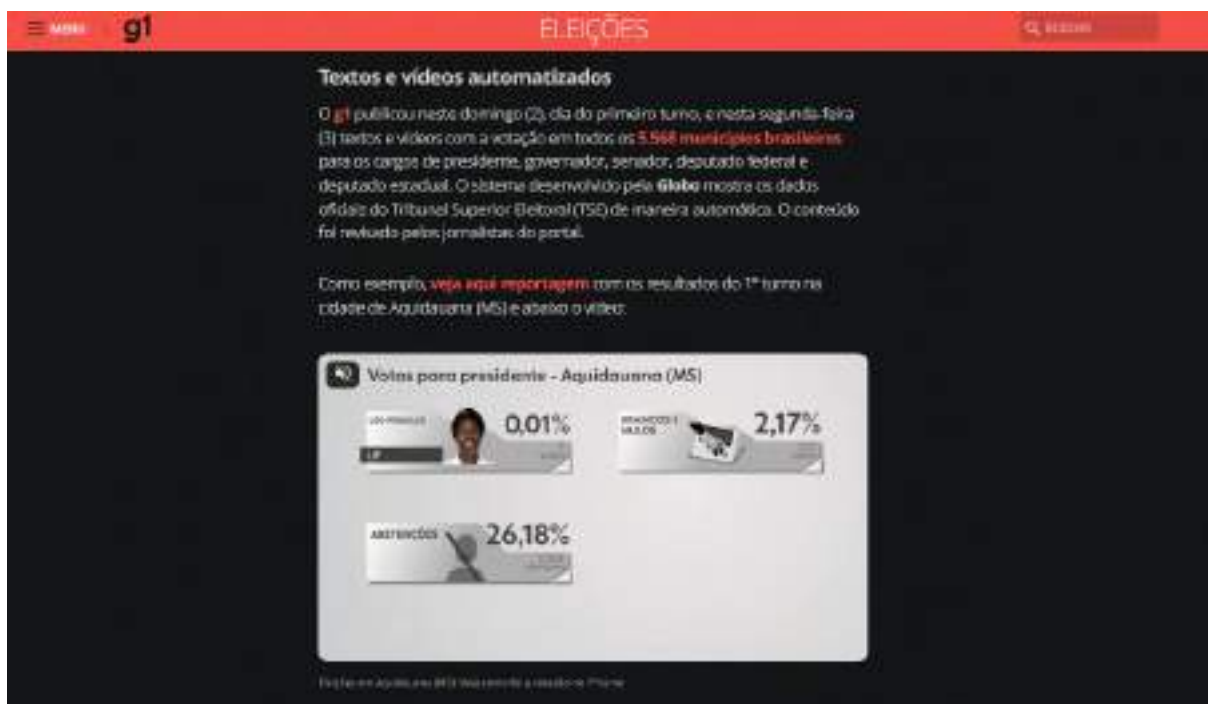 MENU g1 ELEIÇÕES BUSCAR
Textos e vídeos automatizados
O g1 publicou neste domingo (2), dia do primeiro turno, e nesta segunda-feira
(3) textos e vídeos com a votação em todos os 5.568 municípios brasileiros
para os cargos de presidente, governador, senador, deputado federal e
deputado estadual. O sistema desenvolvido pela Globo mostra os dados
oficiais do Tribunal Superior Eleitoral (TSE) de maneira automática. O conteúdo
foi revisado pelos jornalistas do portal.
Como exemplo, veja aqui reportagem com os resultados do 1º turno na
cidade de Aquidauana (MS) e abaixo o vídeo:
Votos para presidente - Aquidauana (MS)
LÉO PÉRICLES
0,01%
UP
BRANCOS E
NULOS
2,17%
ABSTENÇÕES
26,18%